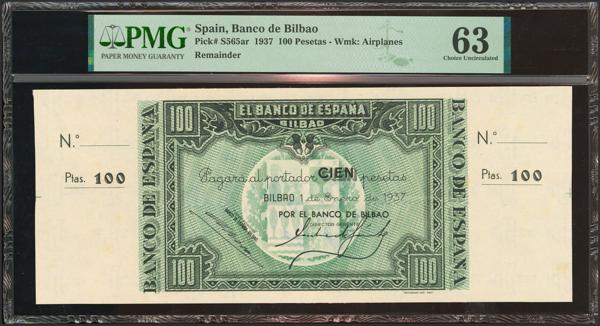 PMG
PAPER MONEY GUARANTY
Spain, Banco de Bilbao
Pick# S565ar 1937 100 Pesetas - Wmk: Airplanes
Remainder
63
Choice Uncirculated
N.º
Ptas. 100
BANCO DE ESPAÑA
100
EL BANCO DE ESPAÑA
BILBAO
100
Pagará al portador CIEN pesetas
BILBAO 1 de Enero de 1937
POR EL BANCO DE BILBAO
DIRECTOR GERENTE
100
100
BANCO DE ESPAÑA
N.º
Ptas. 100